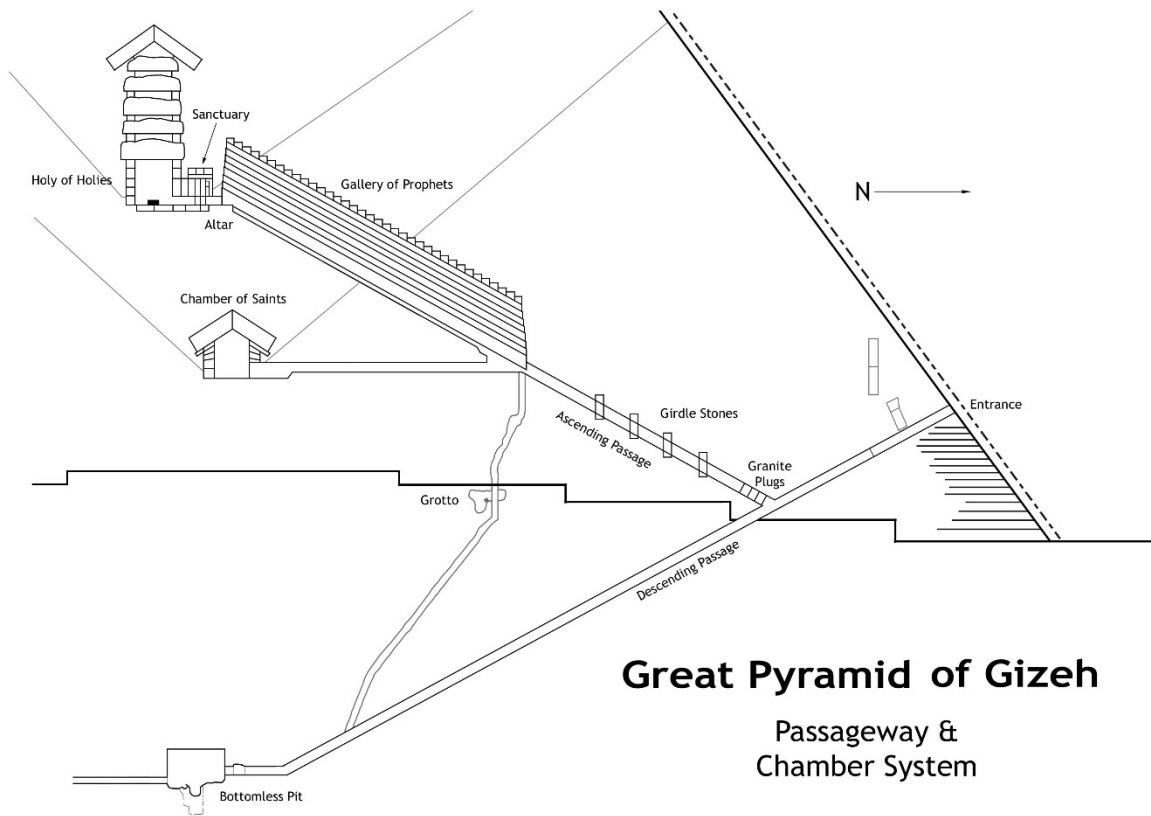 Sanctuary
Holy of Holies
Gallery of Prophets
N
Altar
Chamber of Saints
Entrance
Girdle Stones
Ascending Passage
Granite
Plugs
Grotto
Descending Passage
Great Pyramid of Gizeh
Passageway &
Chamber System
Bottomless Pit